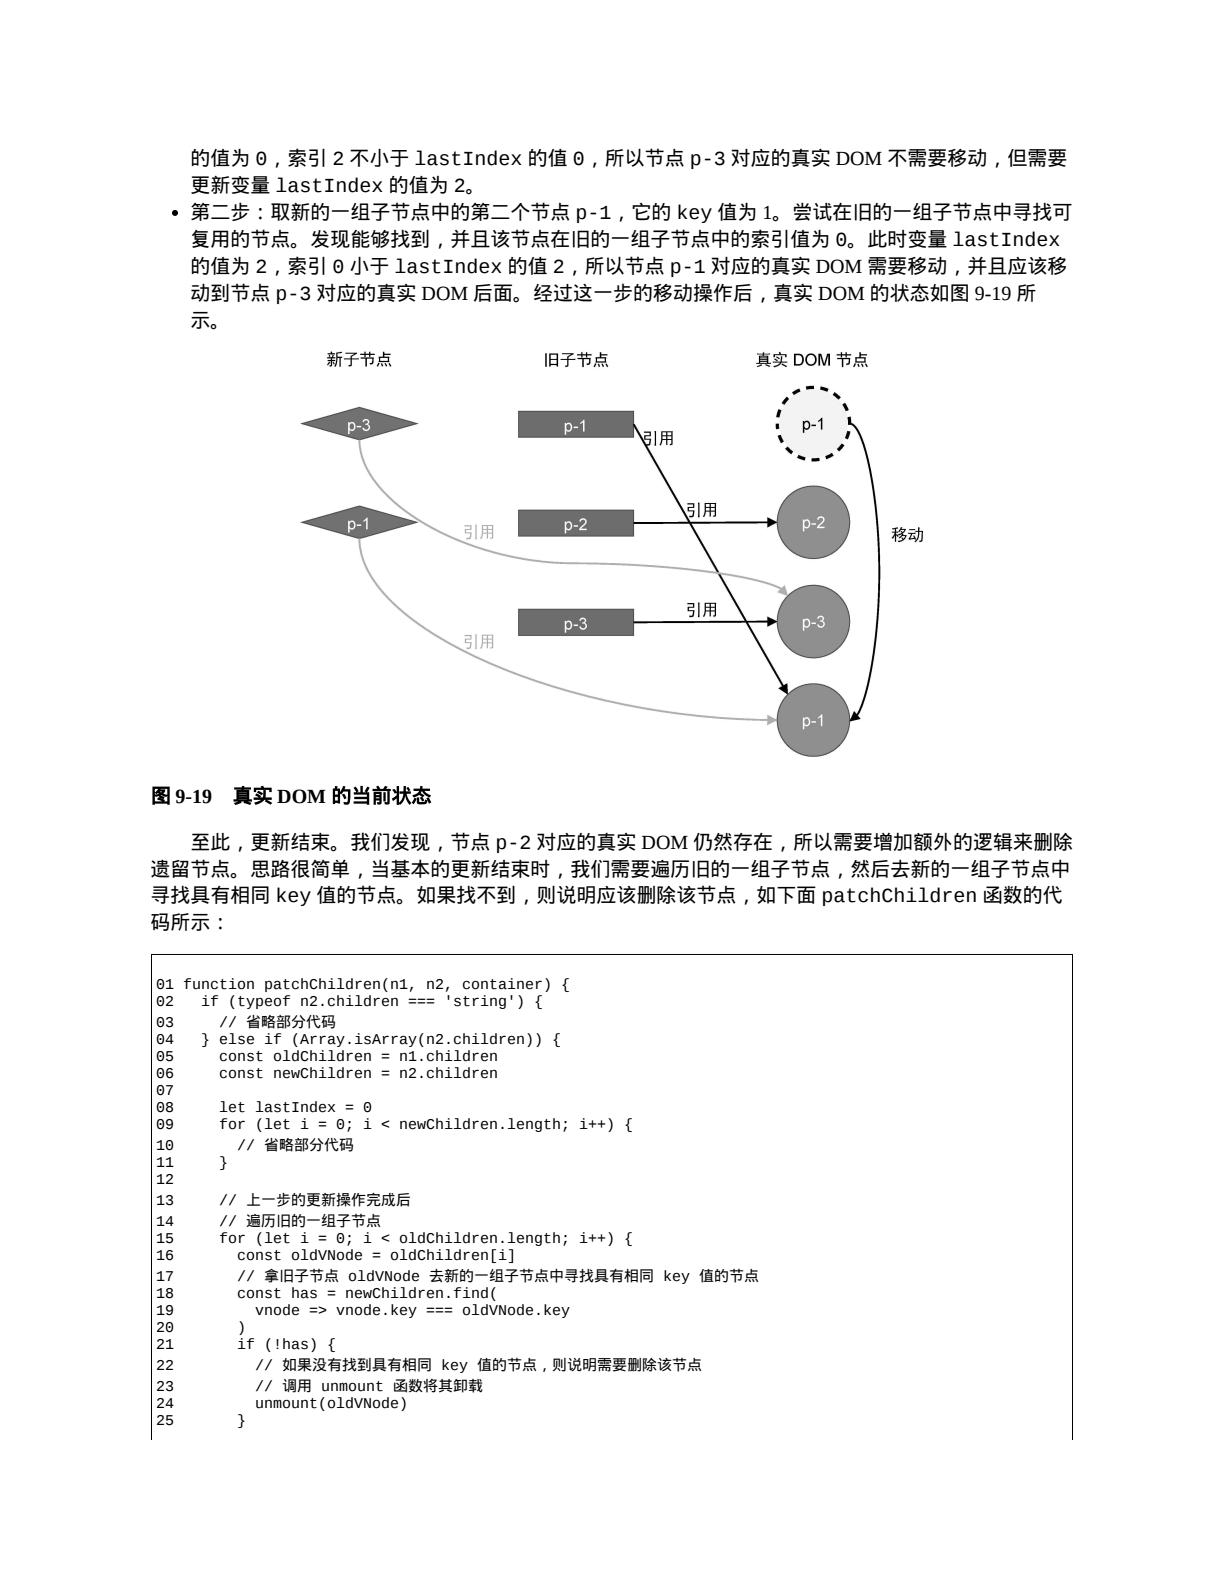 的值为 0，索引 2 不小于 lastIndex 的值 0，所以节点 p-3 对应的真实 DOM 不需要移动，但需要
更新变量 lastIndex 的值为 2。
• 第二步：取新的一组子节点中的第二个节点 p-1，它的 key 值为 1。尝试在旧的一组子节点中寻找可
复用的节点。发现能够找到，并且该节点在旧的一组子节点中的索引值为 0。此时变量 lastIndex
的值为 2，索引 0 小于 lastIndex 的值 2，所以节点 p-1 对应的真实 DOM 需要移动，并且应该移
动到节点 p-3 对应的真实 DOM 后面。经过这一步的移动操作后，真实 DOM 的状态如图 9-19 所
示。
新子节点 旧子节点 真实 DOM 节点
p-3 p-1 p-1
引用
p-1 引用 p-2 引用 p-2 移动
p-3 引用 p-3
引用
p-1
图 9-19 真实 DOM 的当前状态
至此，更新结束。我们发现，节点 p-2 对应的真实 DOM 仍然存在，所以需要增加额外的逻辑来删除
遗留节点。思路很简单，当基本的更新结束时，我们需要遍历旧的一组子节点，然后去新的一组子节点中
寻找具有相同 key 值的节点。如果找不到，则说明应该删除该节点，如下面 patchChildren 函数的代
码所示：
01 function patchChildren(n1, n2, container) {
02   if (typeof n2.children === 'string') {
03     // 省略部分代码
04   } else if (Array.isArray(n2.children)) {
05     const oldChildren = n1.children
06     const newChildren = n2.children
07
08     let lastIndex = 0
09     for (let i = 0; i < newChildren.length; i++) {
10       // 省略部分代码
11     }
12
13     // 上一步的更新操作完成后
14     // 遍历旧的一组子节点
15     for (let i = 0; i < oldChildren.length; i++) {
16       const oldVNode = oldChildren[i]
17       // 拿旧子节点 oldVNode 去新的一组子节点中寻找具有相同 key 值的节点
18       const has = newChildren.find(
19         vnode => vnode.key === oldVNode.key
20       )
21       if (!has) {
22         // 如果没有找到具有相同 key 值的节点，则说明需要删除该节点
23         // 调用 unmount 函数将其卸载
24         unmount(oldVNode)
25       }